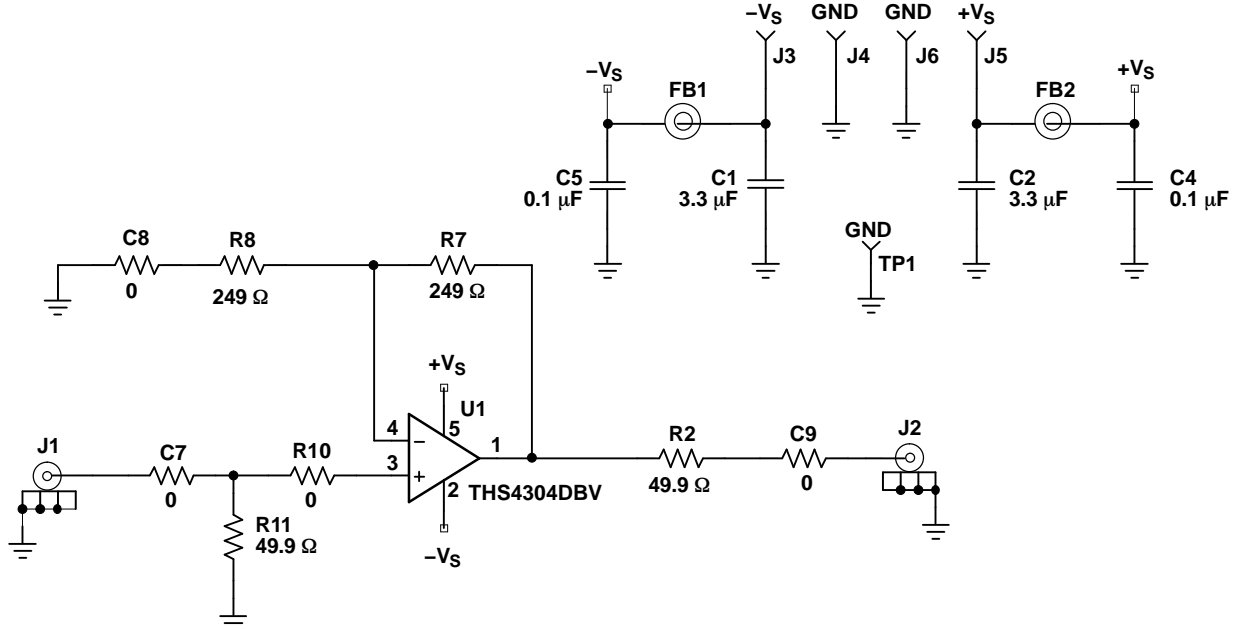 −VS
GND
GND
+VS
J3
J4
J6
J5
−VS
FB1
FB2
+VS
C5
0.1 µF
C1
3.3 µF
C2
3.3 µF
C4
0.1 µF
GND
TP1
C8
0
R8
249 Ω
R7
249 Ω
+VS
U1
4
−
5
1
3
+
2
THS4304DBV
−VS
J1
C7
0
R10
0
R11
49.9 Ω
R2
49.9 Ω
C9
0
J2